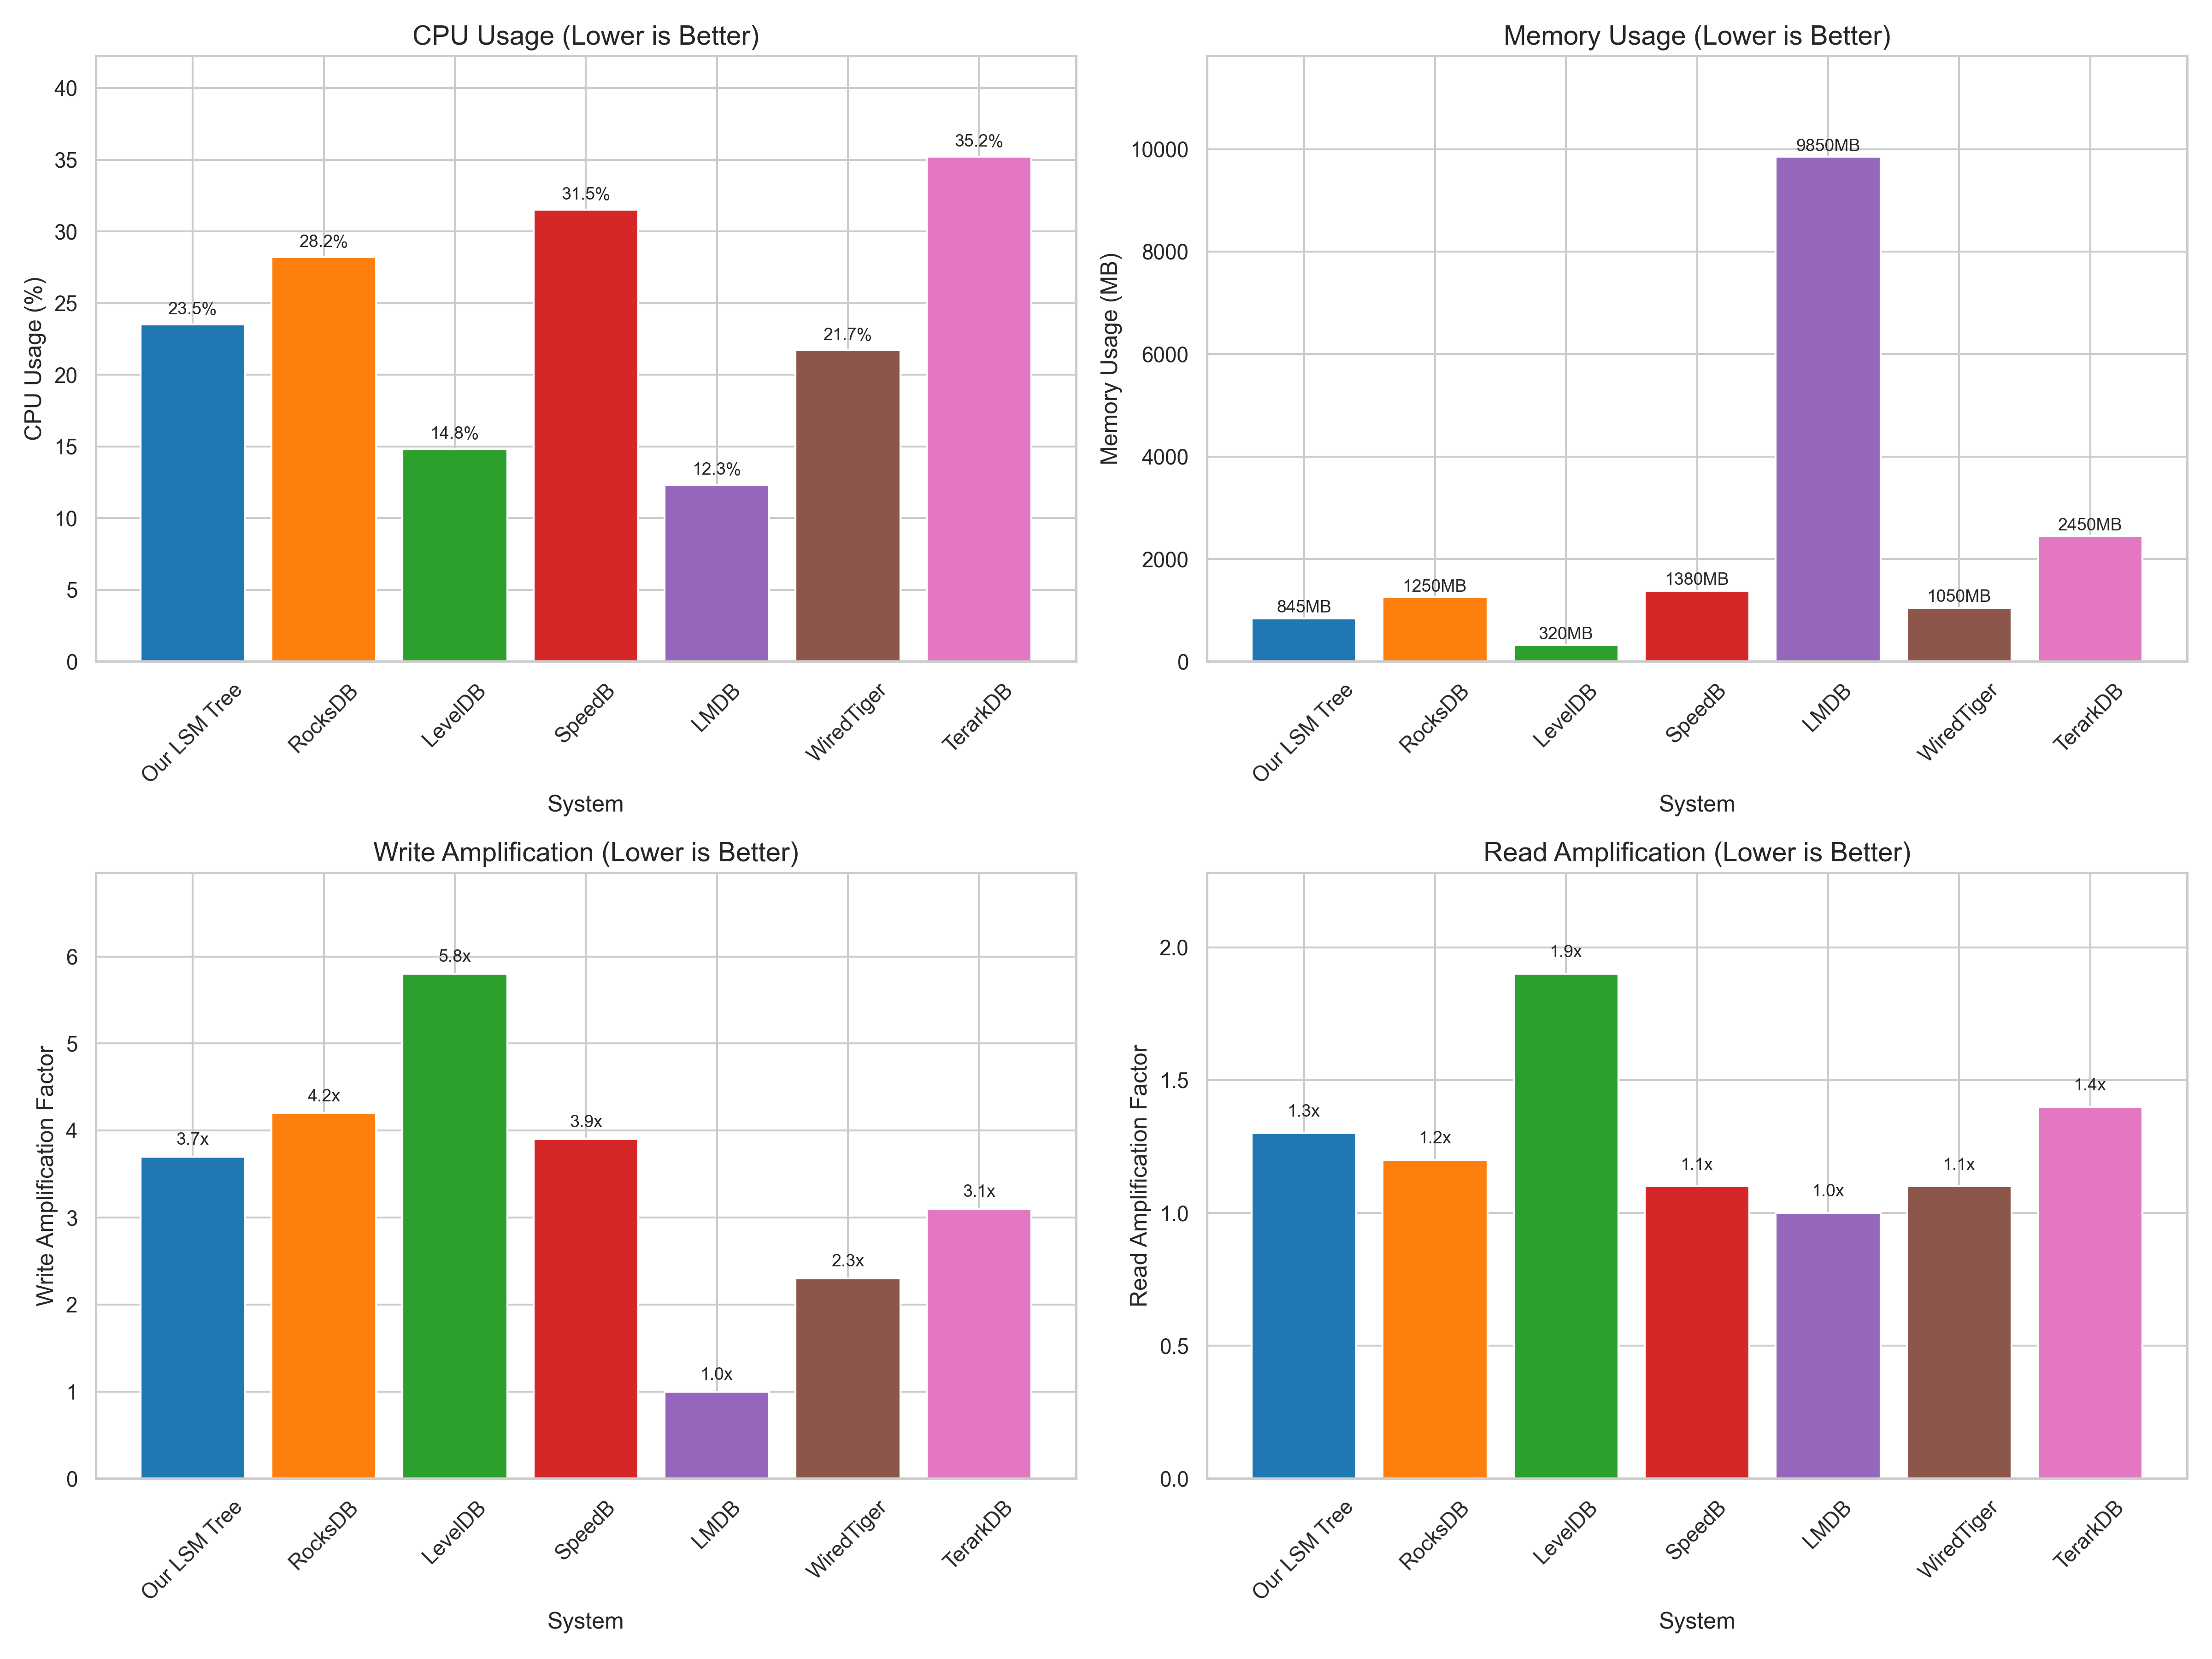 CPU Usage (Lower is Better)
CPU Usage (%)
40
35
30
25
20
15
10
5
0
23.5%
28.2%
14.8%
31.5%
12.3%
21.7%
35.2%
Our LSM Tree
RocksDB
LevelDB
SpeedB
LMDB
WiredTiger
TerarkDB
System
Memory Usage (Lower is Better)
Memory Usage (MB)
10000
8000
6000
4000
2000
0
845MB
1250MB
320MB
1380MB
9850MB
1050MB
2450MB
Our LSM Tree
RocksDB
LevelDB
SpeedB
LMDB
WiredTiger
TerarkDB
System
Write Amplification (Lower is Better)
Write Amplification Factor
6
5
4
3
2
1
0
3.7x
4.2x
5.8x
3.9x
1.0x
2.3x
3.1x
Our LSM Tree
RocksDB
LevelDB
SpeedB
LMDB
WiredTiger
TerarkDB
System
Read Amplification (Lower is Better)
Read Amplification Factor
2.0
1.5
1.0
0.5
0.0
1.3x
1.2x
1.9x
1.1x
1.0x
1.1x
1.4x
Our LSM Tree
RocksDB
LevelDB
SpeedB
LMDB
WiredTiger
TerarkDB
System